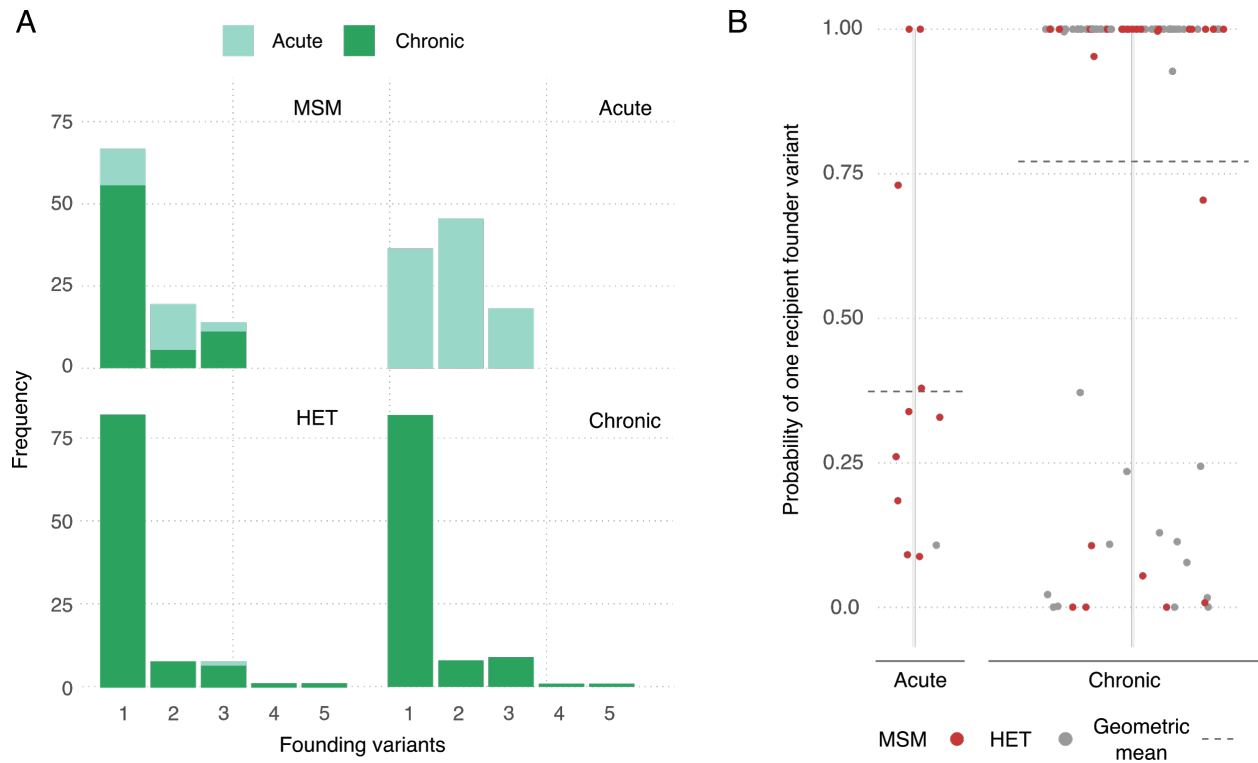 A
Acute
Chronic
MSM
Acute
75
50
25
0
HET
Chronic
75
50
25
0
Frequency
1 2 3 4 5 1 2 3 4 5
Founding variants
B
1.00
0.75
0.50
0.25
0.0
Probability of one recipient founder variant
Acute
Chronic
MSM
HET
Geometric
mean